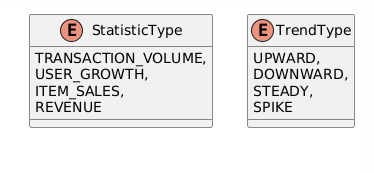 E StatisticType
TRANSACTION_VOLUME,
USER_GROWTH,
ITEM_SALES,
REVENUE
E TrendType
UPWARD,
DOWNWARD,
STEADY,
SPIKE